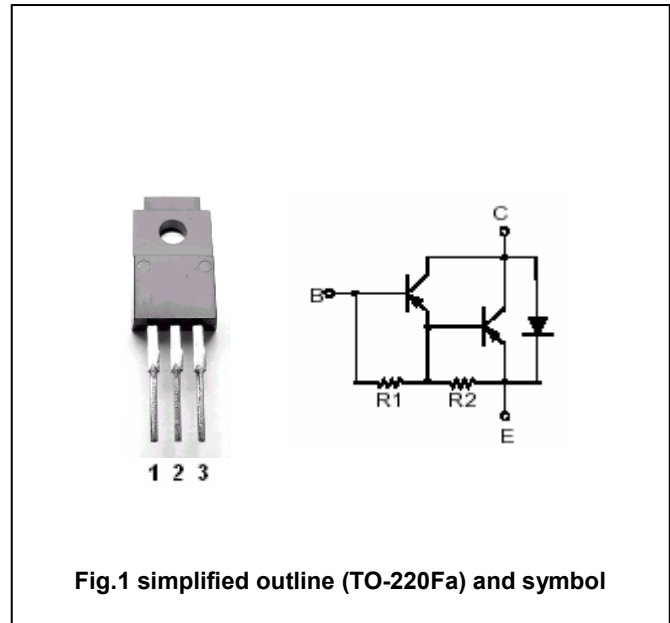 C
B
R1 R2
E
1 2 3
Fig.1 simplified outline (TO-220Fa) and symbol